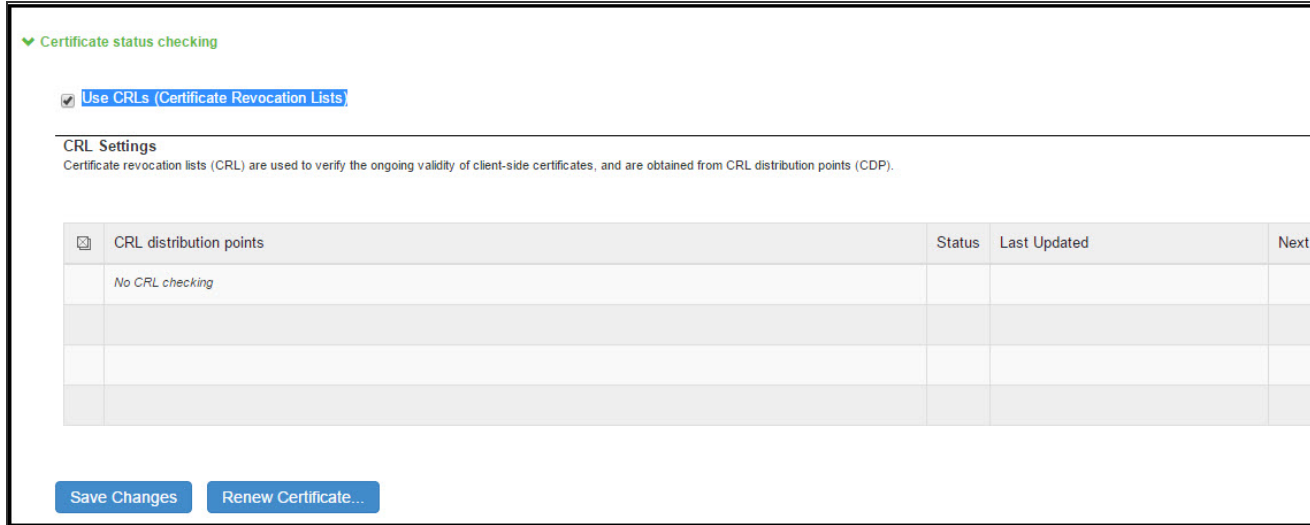 Certificate status checking
Use CRLs (Certificate Revocation Lists)
CRL Settings
Certificate revocation lists (CRL) are used to verify the ongoing validity of client-side certificates, and are obtained from CRL distribution points (CDP).
CRL distribution points Status Last Updated Next
No CRL checking
Save Changes Renew Certificate...